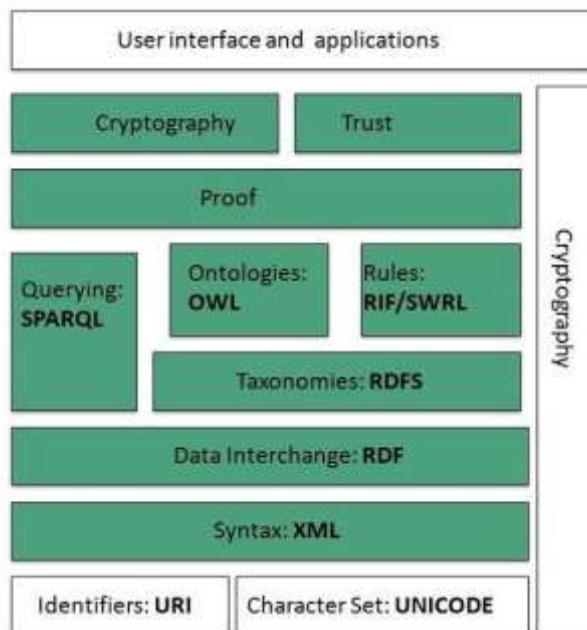 User interface and applications
Cryptography
Trust
Proof
Querying:
SPARQL
Ontologies:
OWL
Rules:
RIF/SWRL
Taxonomies: RDFS
Data Interchange: RDF
Syntax: XML
Identifiers: URI
Character Set: UNICODE
Cryptography